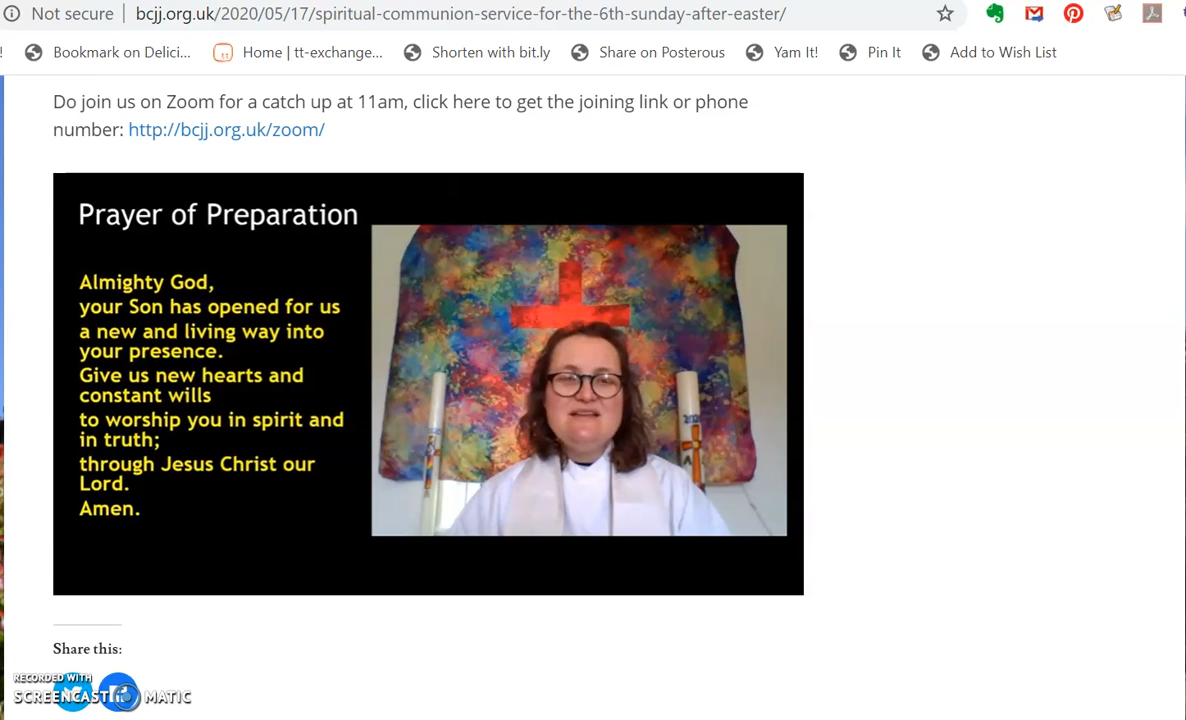 Not secure | bcjj.org.uk/2020/05/17/spiritual-communion-service-for-the-6th-sunday-after-easter/
! Bookmark on Delici... Home | tt-exchange... Shorten with bit.ly Share on Posterous Yam It! Pin It Add to Wish List
Do join us on Zoom for a catch up at 11am, click here to get the joining link or phone
number: http://bcjj.org.uk/zoom/
Prayer of Preparation
Almighty God,
your Son has opened for us
a new and living way into
your presence.
Give us new hearts and
constant wills
to worship you in spirit and
in truth;
through Jesus Christ our
Lord.
Amen.
Share this:
RECORDED WITH
SCREENCAST MATIC